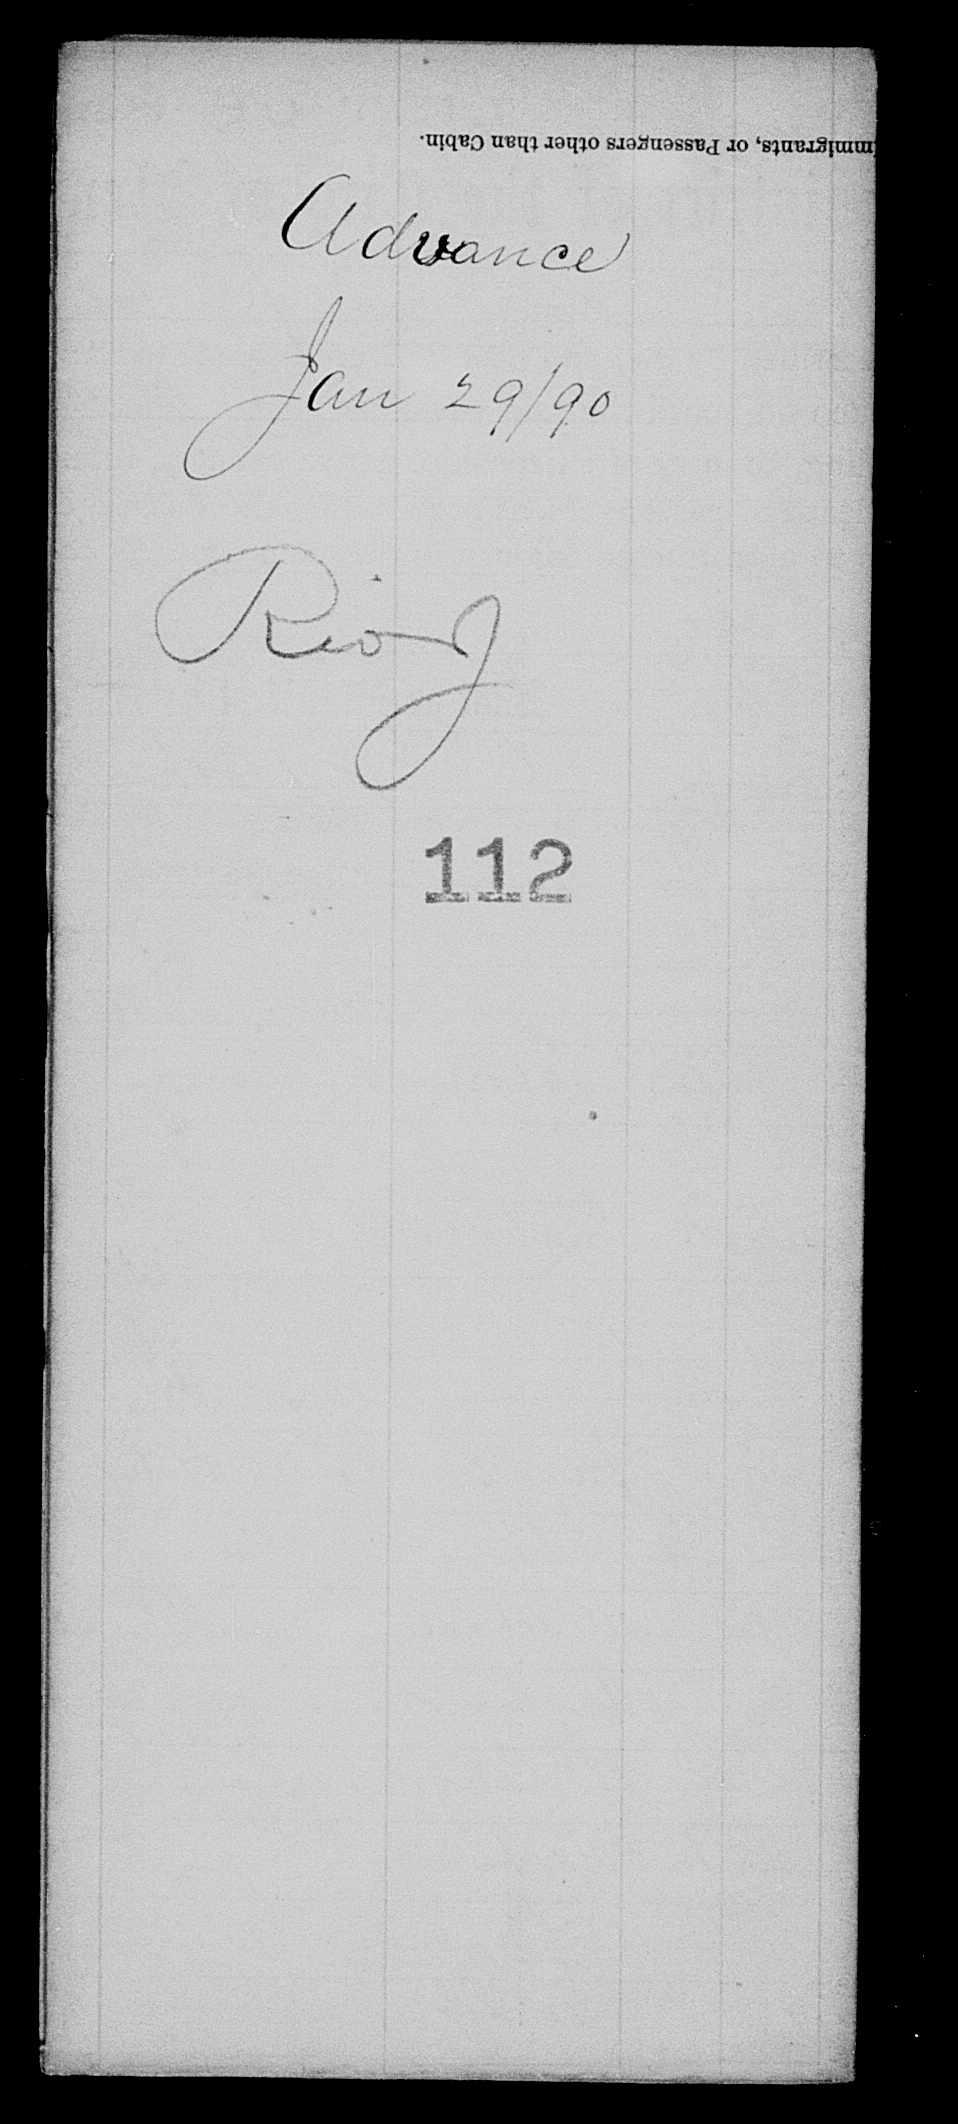 Immigrants, or Passengers other than Cabin.
Advance
Jan 29/90
Rio J
112